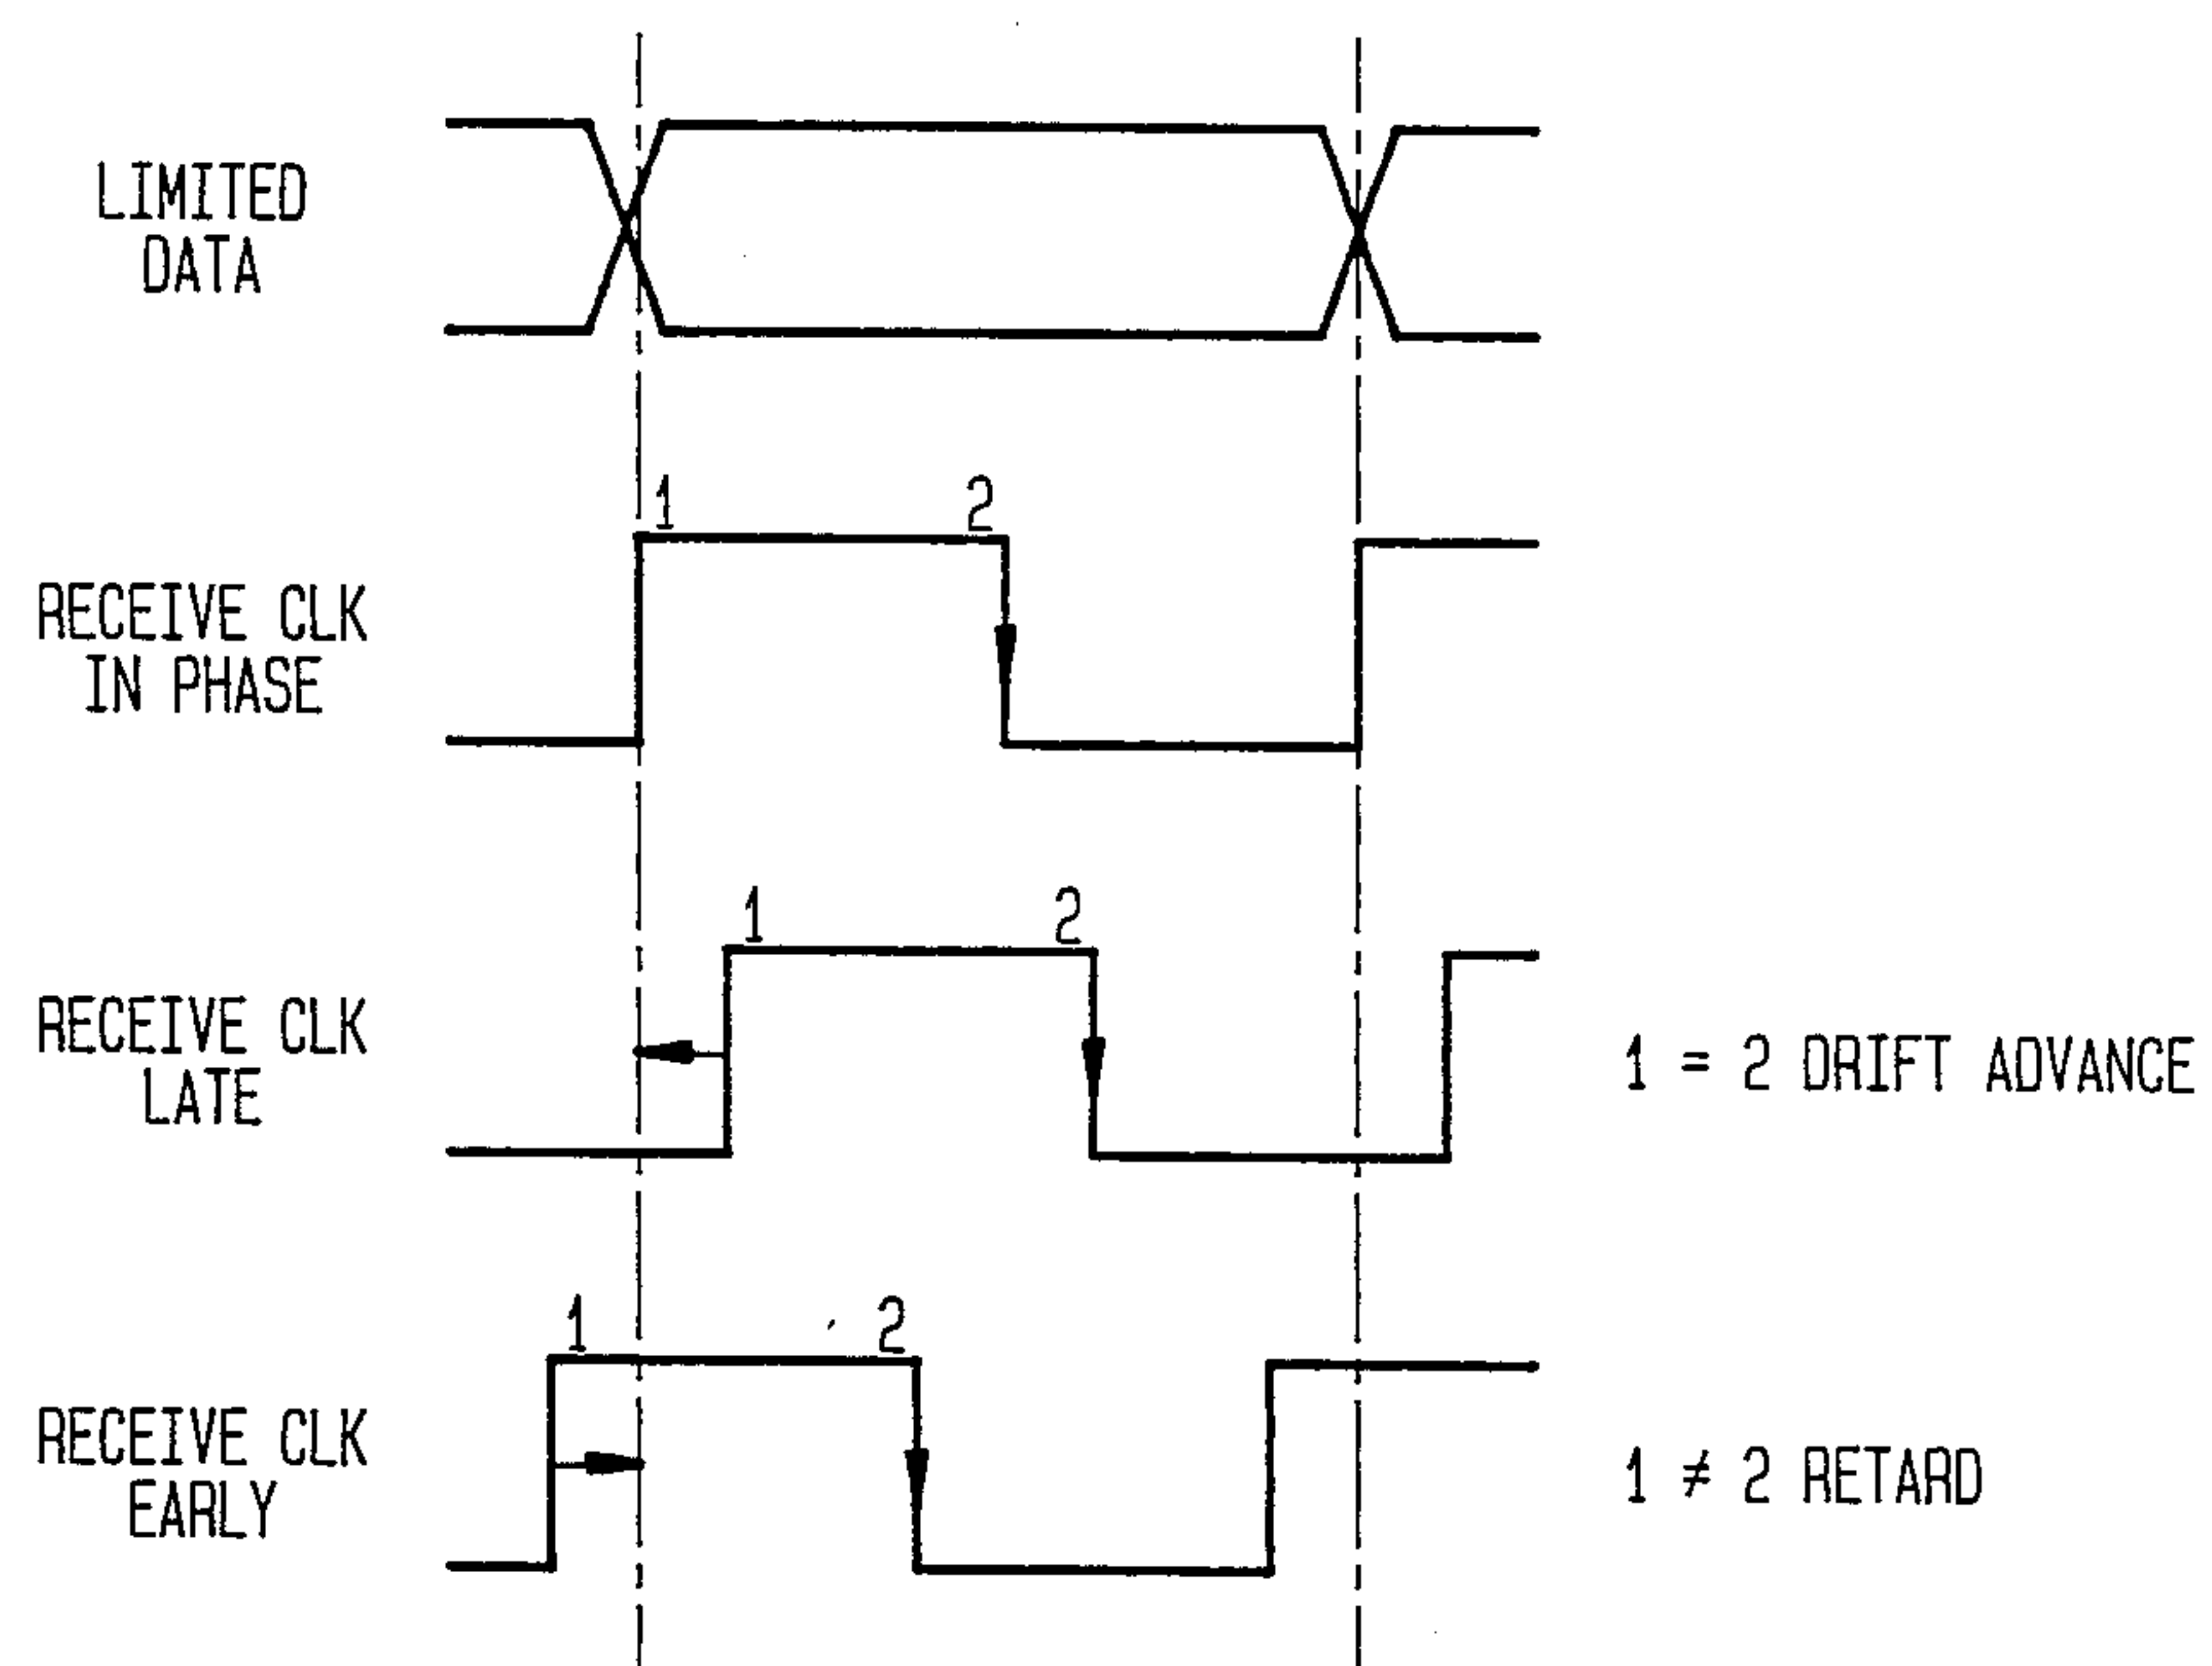 LIMITED
DATA
1 2
RECEIVE CLK
IN PHASE
1 2
RECEIVE CLK
LATE
1 = 2 DRIFT ADVANCE
1 2
RECEIVE CLK
EARLY
1 ≠ 2 RETARD